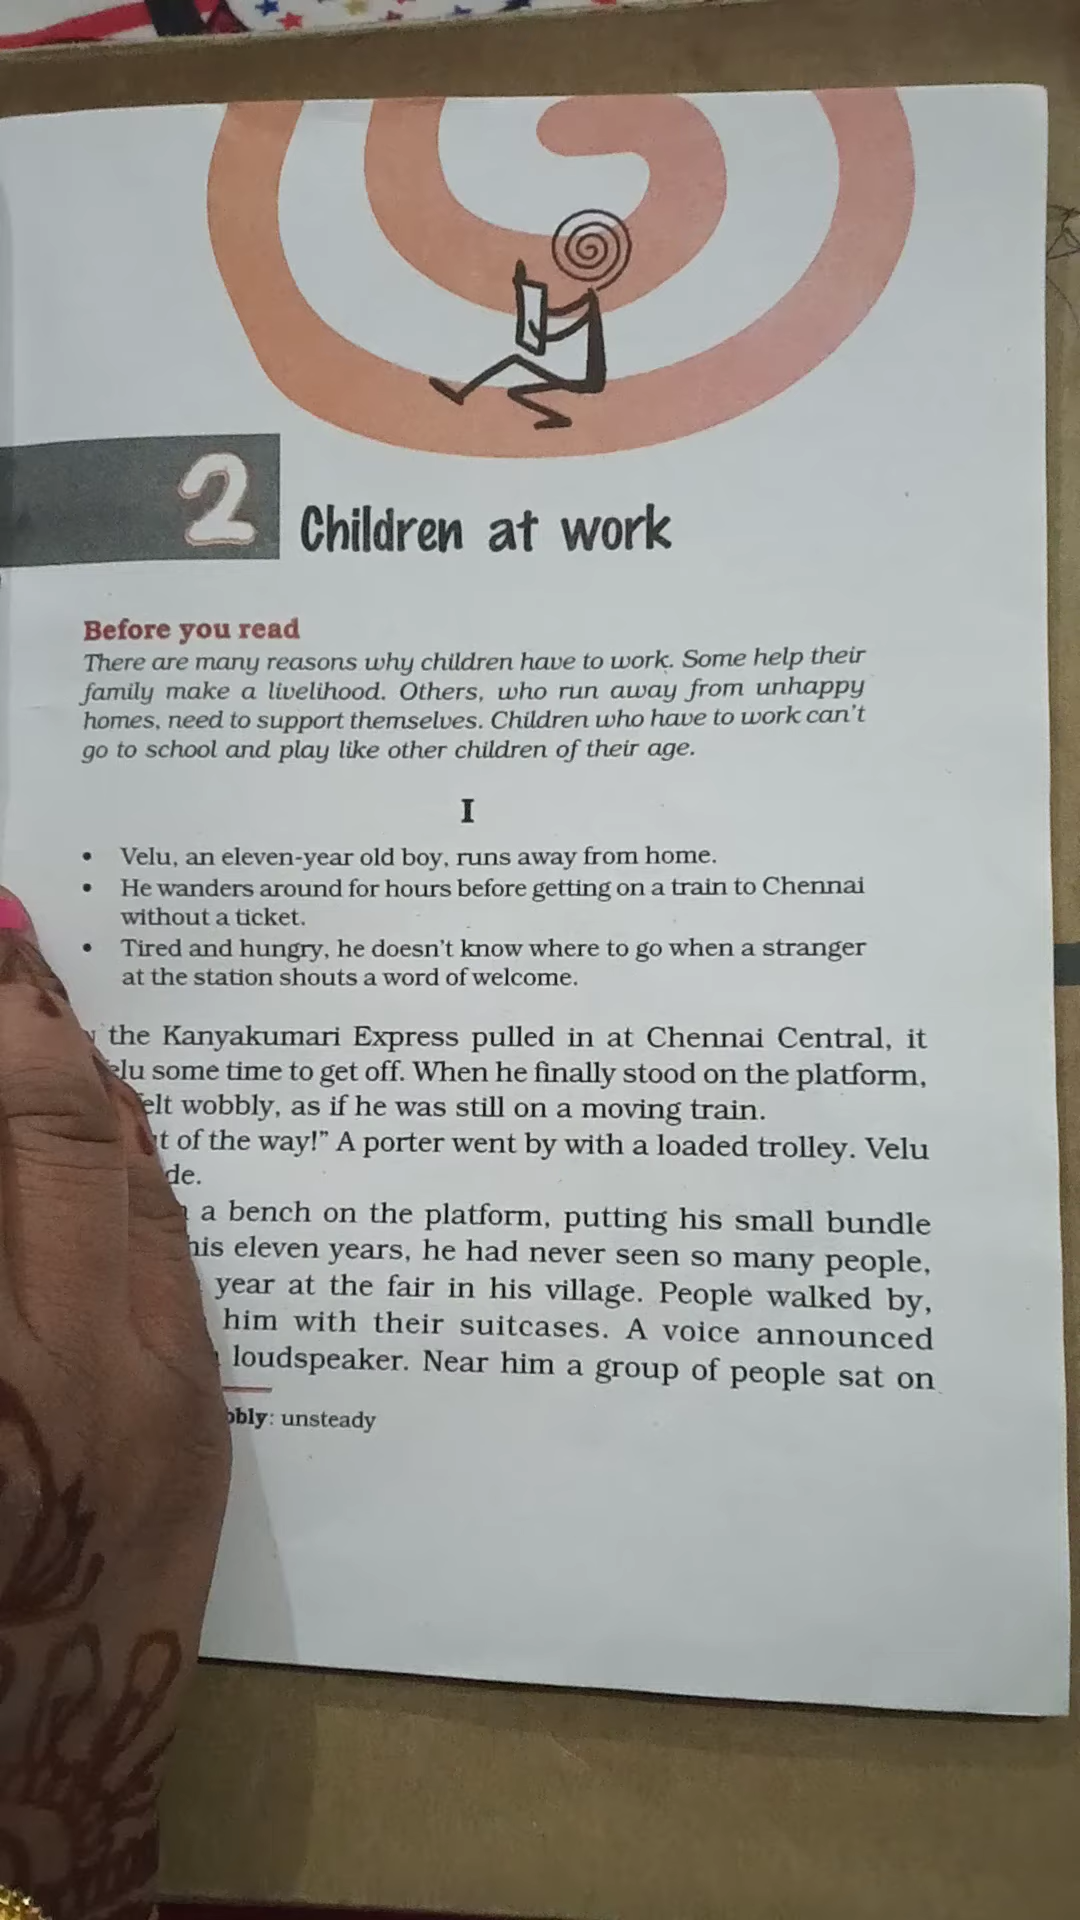 2
Children at work
Before you read
There are many reasons why children have to work. Some help their
family make a livelihood. Others, who run away from unhappy
homes, need to support themselves. Children who have to work can't
go to school and play like other children of their age.
I
• Velu, an eleven-year old boy, runs away from home.
• He wanders around for hours before getting on a train to Chennai
without a ticket.
• Tired and hungry, he doesn't know where to go when a stranger
at the station shouts a word of welcome.
the Kanyakumari Express pulled in at Chennai Central, it
some time to get off. When he finally stood on the platform,
wobbly, as if he was still on a moving train.
of the way!" A porter went by with a loaded trolley. Velu
a bench on the platform, putting his small bundle
his eleven years, he had never seen so many people,
year at the fair in his village. People walked by,
him with their suitcases. A voice announced
loudspeaker. Near him a group of people sat on
: unsteady